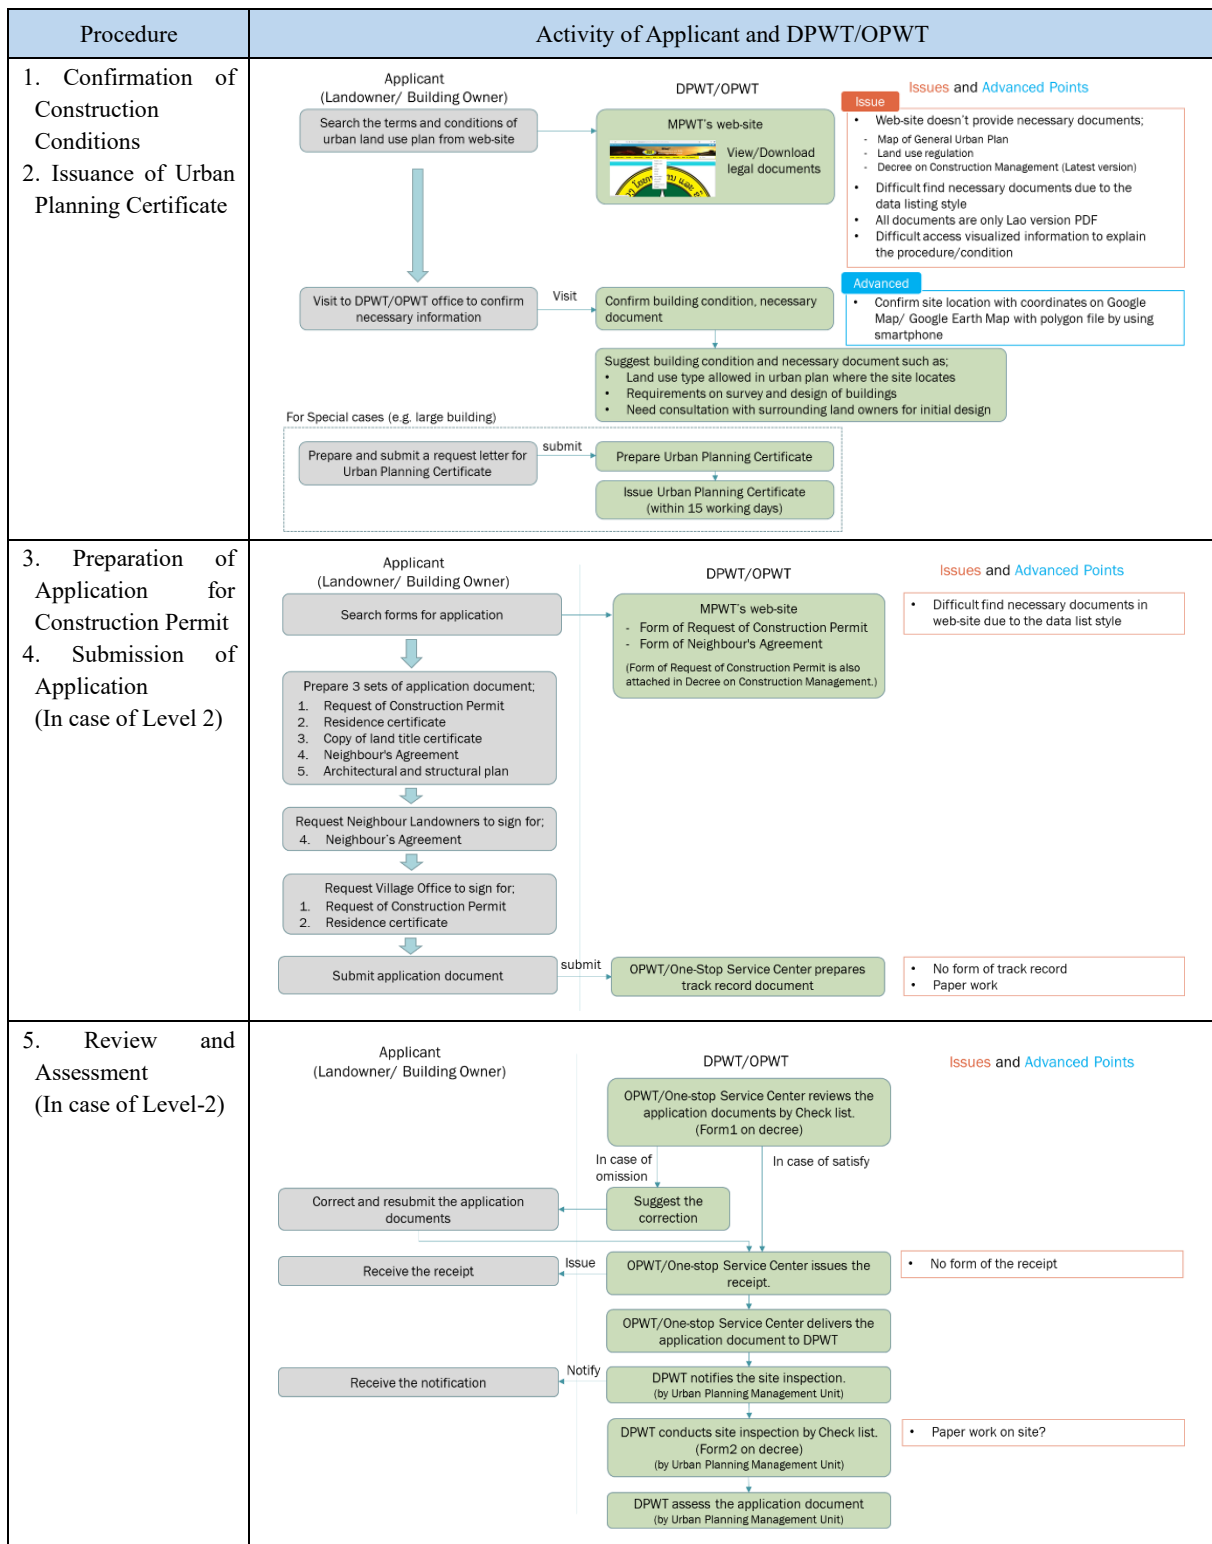 Procedure
Activity of Applicant and DPWT/OPWT
1. Confirmation of
Construction
Conditions
2. Issuance of Urban
Planning Certificate
Applicant
(Landowner/ Building Owner)
DPWT/OPWT
Issues and Advanced Points
Search the terms and conditions of
urban land use plan from web-site
MPWT's web-site
View/Download
legal documents
Issue
• Web-site doesn't provide necessary documents;
- Map of General Urban Plan
- Land use regulation
- Decree on Construction Management (Latest version)
• Difficult find necessary documents due to the
data listing style
• All documents are only Lao version PDF
• Difficult access visualized information to explain
the procedure/condition
Visit to DPWT/OPWT office to confirm
necessary information
Visit
Confirm building condition, necessary
document
Advanced
• Confirm site location with coordinates on Google
Map/ Google Earth Map with polygon file by using
smartphone
Suggest building condition and necessary document such as;
• Land use type allowed in urban plan where the site locates
• Requirements on survey and design of buildings
• Need consultation with surrounding land owners for initial design
For Special cases (e.g. large building)
Prepare and submit a request letter for
Urban Planning Certificate
submit
Prepare Urban Planning Certificate
Issue Urban Planning Certificate
(within 15 working days)
3. Preparation of
Application for
Construction Permit
4. Submission of
Application
(In case of Level 2)
Applicant
(Landowner/ Building Owner)
DPWT/OPWT
Issues and Advanced Points
Search forms for application
MPWT's web-site
- Form of Request of Construction Permit
- Form of Neighbour's Agreement
(Form of Request of Construction Permit is also
attached in Decree on Construction Management.)
• Difficult find necessary documents in
web-site due to the data list style
Prepare 3 sets of application document;
1. Request of Construction Permit
2. Residence certificate
3. Copy of land title certificate
4. Neighbour's Agreement
5. Architectural and structural plan
Request Neighbour Landowners to sign for;
4. Neighbour's Agreement
Request Village Office to sign for;
1. Request of Construction Permit
2. Residence certificate
Submit application document
submit
OPWT/One-Stop Service Center prepares
track record document
• No form of track record
• Paper work
5. Review and
Assessment
(In case of Level-2)
Applicant
(Landowner/ Building Owner)
DPWT/OPWT
Issues and Advanced Points
OPWT/One-stop Service Center reviews the
application documents by Check list.
(Form1 on decree)
In case of
omission
In case of satisfy
Correct and resubmit the application
documents
Suggest the
correction
Receive the receipt
Issue
OPWT/One-stop Service Center issues the
receipt.
• No form of the receipt
OPWT/One-stop Service Center delivers the
application document to DPWT
Receive the notification
Notify
DPWT notifies the site inspection.
(by Urban Planning Management Unit)
DPWT conducts site inspection by Check list.
(Form2 on decree)
(by Urban Planning Management Unit)
• Paper work on site?
DPWT assess the application document
(by Urban Planning Management Unit)